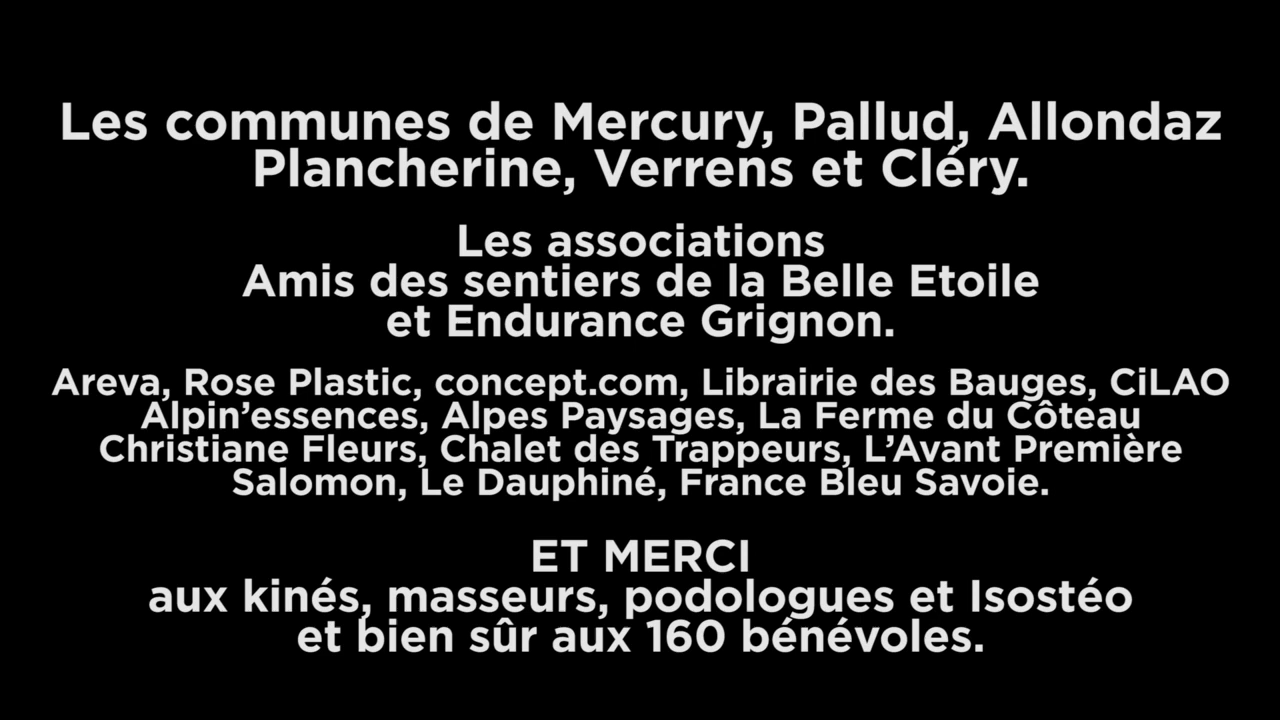 Les communes de Mercury, Pallud, Allondaz
Plancherine, Verrens et Cléry.
Les associations
Amis des sentiers de la Belle Etoile
et Endurance Grignon.
Areva, Rose Plastic, concept.com, Librairie des Bauges, CiLAO
Alpin’essences, Alpes Paysages, La Ferme du Côteau
Christiane Fleurs, Chalet des Trappeurs, L’Avant Première
Salomon, Le Dauphiné, France Bleu Savoie.
ET MERCI
aux kinés, masseurs, podologues et Isostéo
et bien sûr aux 160 bénévoles.